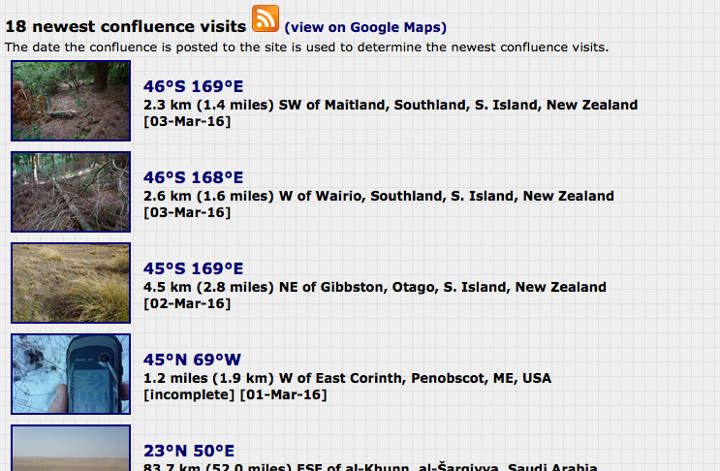 18 newest confluence visits (view on Google Maps)
The date the confluence is posted to the site is used to determine the newest confluence visits.
46°S 169°E
2.3 km (1.4 miles) SW of Maitland, Southland, S. Island, New Zealand
[03-Mar-16]
46°S 168°E
2.6 km (1.6 miles) W of Wairio, Southland, S. Island, New Zealand
[03-Mar-16]
45°S 169°E
4.5 km (2.8 miles) NE of Gibbston, Otago, S. Island, New Zealand
[02-Mar-16]
45°N 69°W
1.2 miles (1.9 km) W of East Corinth, Penobscot, ME, USA
[incomplete] [01-Mar-16]
23°N 50°E
83.7 km (52.0 miles) ESE of al-Khunn, al-Šarqiyya, Saudi Arabia